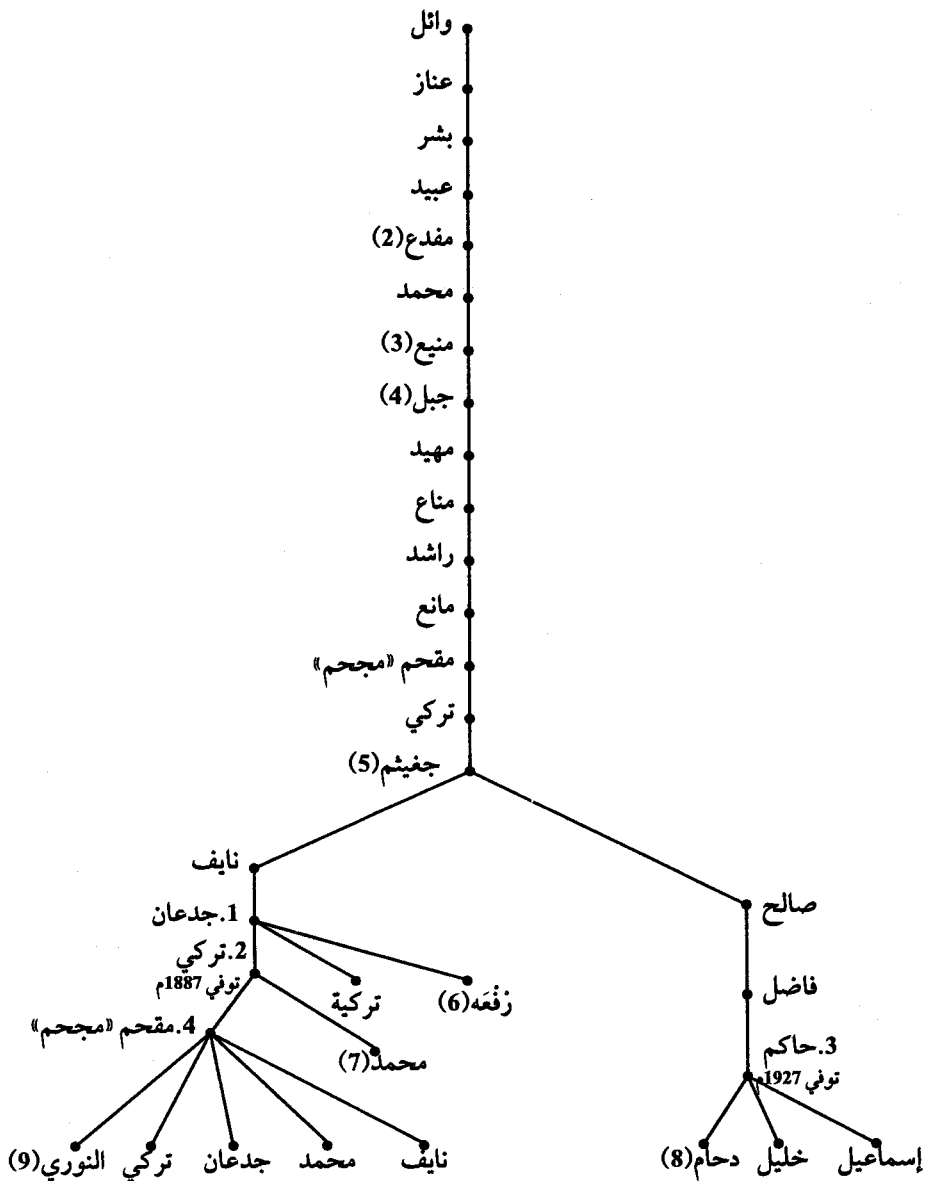 وائل
عناز
بشر
عبيد
مفدع(2)
محمد
منيع(3)
جبل(4)
مهيد
مناع
راشد
مانع
مقحم «مجحم»
تركي
جغيثم(5)
نايف
صالح
1.جدعان
2.تركي
توفي 1887م
تركية
رُفْعَه(6)
فاضل
4.مقحم «مجحم»
محمد(7)
3.حاكم
توفي 1927م
إسماعيل
خليل
دحام(8)
نايف
محمد
جدعان
تركي
النوري(9)